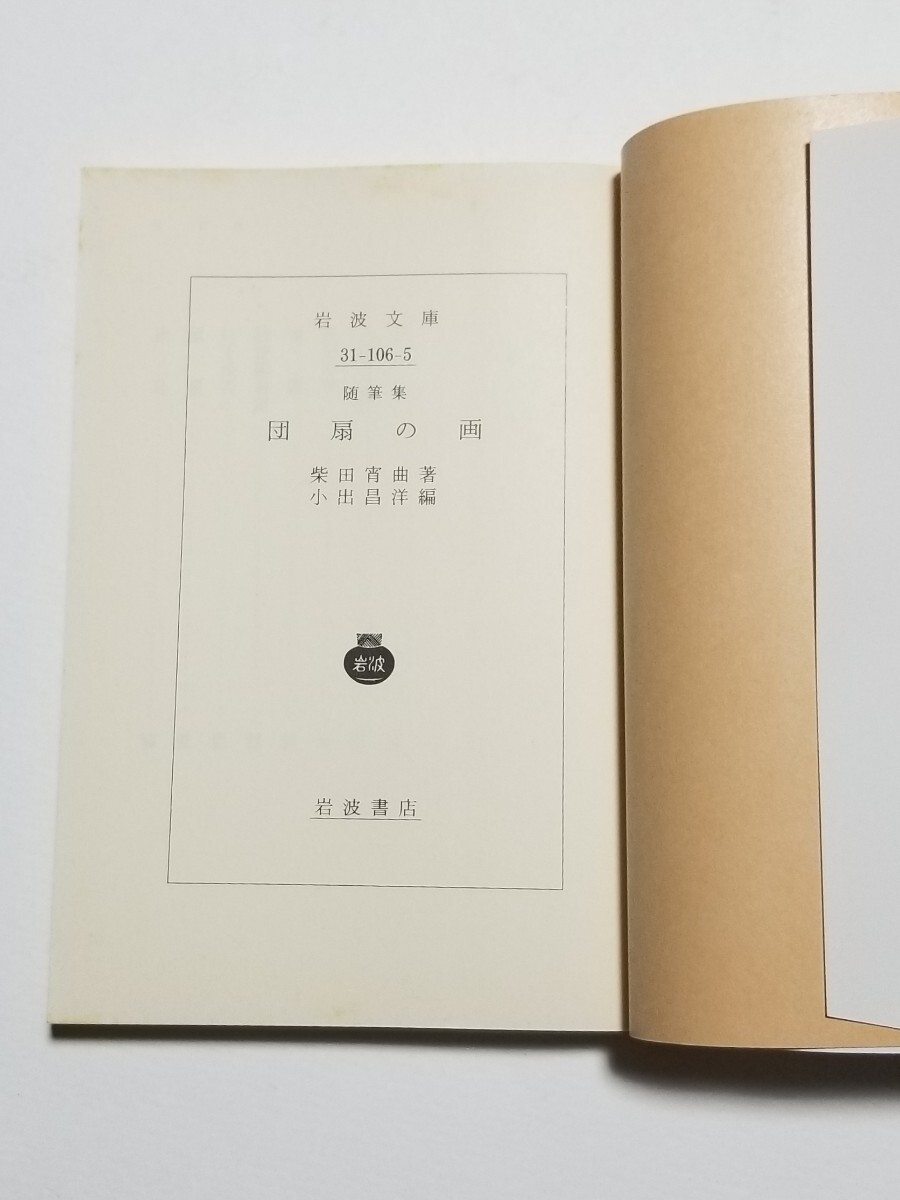 岩波文庫
31-106-5
随筆集
団扇の画
柴田宵曲著
小出昌洋編
岩波
岩波書店